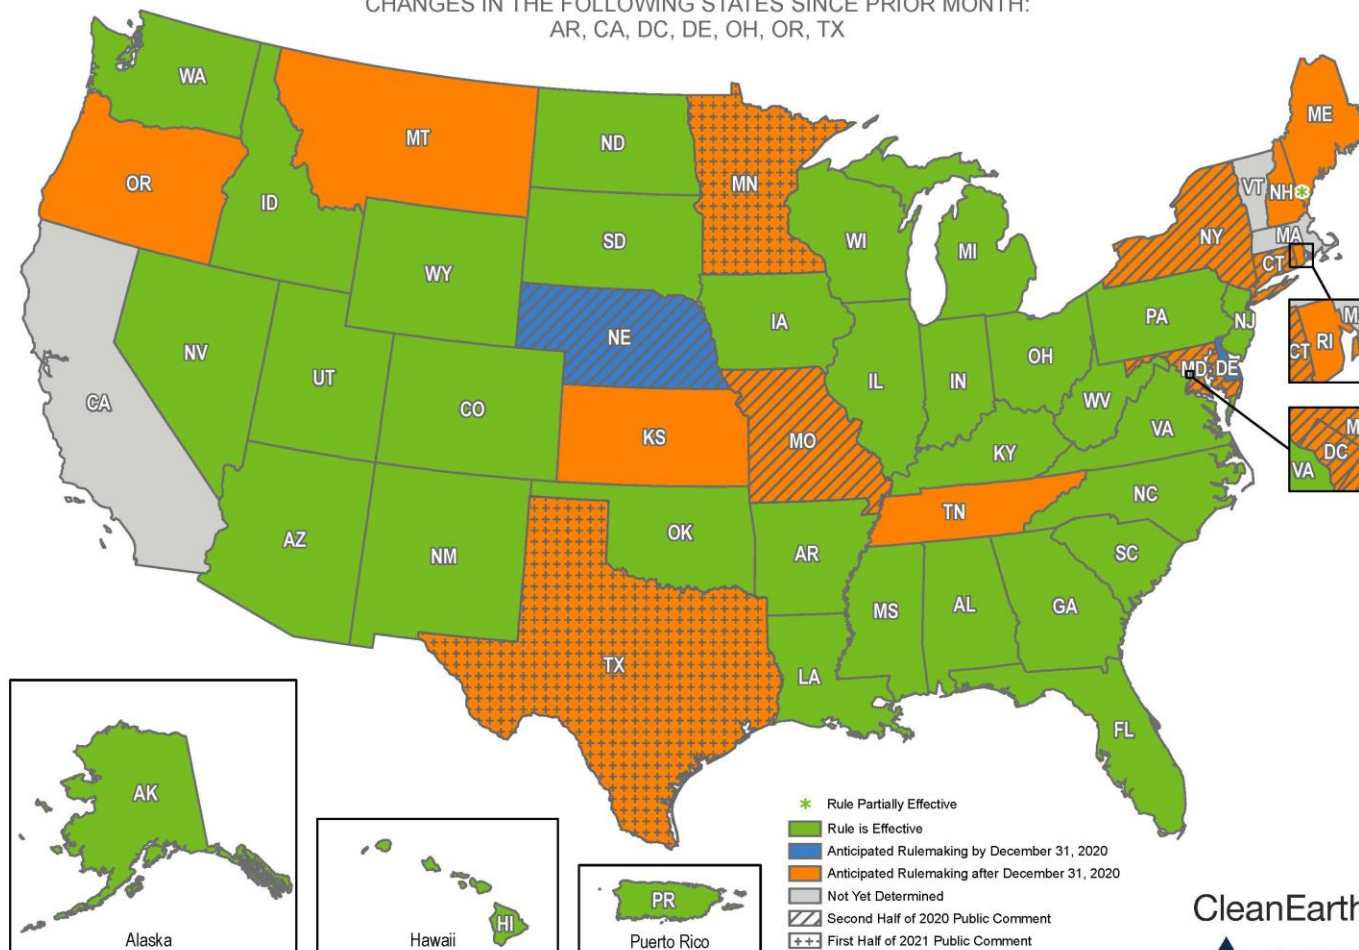 CHANGES IN THE FOLLOWING STATES SINCE PRIOR MONTH:
AR, CA, DC, DE, OH, OR, TX
WA
MT
ND
MN
ME
OR
ID
SD
WI
MI
VT
NH*
NY
MA
CT
WY
NE
IA
PA
NJ
NV
UT
CO
IL
IN
OH
MD
DE
CT
RI
M
CA
KS
MO
WV
VA
KY
M
DC
VA
AZ
NM
OK
AR
TN
NC
SC
MS
AL
GA
TX
LA
FL
AK
Alaska
HI
Hawaii
PR
Puerto Rico
* Rule Partially Effective
Rule is Effective
Anticipated Rulemaking by December 31, 2020
Anticipated Rulemaking after December 31, 2020
Not Yet Determined
Second Half of 2020 Public Comment
First Half of 2021 Public Comment
CleanEarth